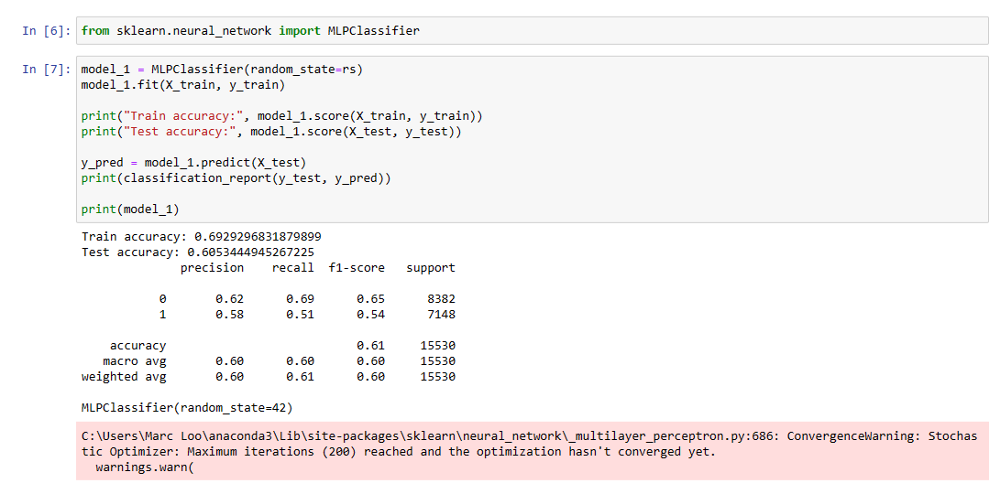 In [6]: from sklearn.neural_network import MLPClassifier
In [7]: model_1 = MLPClassifier(random_state=rs)
model_1.fit(X_train, y_train)
print("Train accuracy:", model_1.score(X_train, y_train))
print("Test accuracy:", model_1.score(X_test, y_test))
y_pred = model_1.predict(X_test)
print(classification_report(y_test, y_pred))
print(model_1)
Train accuracy: 0.6929296831879899
Test accuracy: 0.6053444945267225
precision recall f1-score support
0 0.62 0.69 0.65 8382
1 0.58 0.51 0.54 7148
accuracy 0.61 15530
macro avg 0.60 0.60 0.60 15530
weighted avg 0.60 0.61 0.60 15530
MLPClassifier(random_state=42)
C:\Users\Marc Loo\anaconda3\Lib\site-packages\sklearn\neural_network\_multilayer_perceptron.py:686: ConvergenceWarning: Stochas
tic Optimizer: Maximum iterations (200) reached and the optimization hasn't converged yet.
warnings.warn(